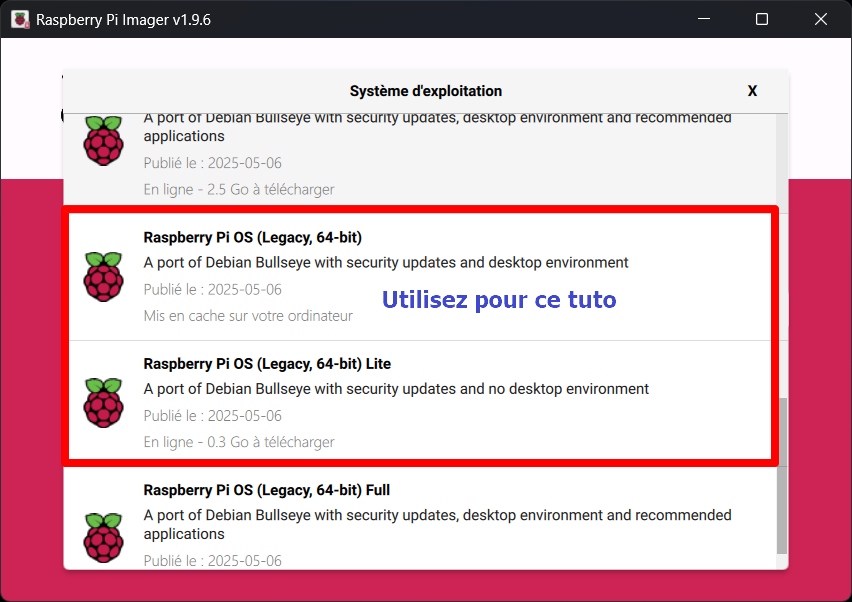 Raspberry Pi Imager v1.9.6
Système d'exploitation
X
A port of Debian Bullseye with security updates, desktop environment and recommended
applications
Publié le : 2025-05-06
En ligne - 2.5 Go à télécharger
Raspberry Pi OS (Legacy, 64-bit)
A port of Debian Bullseye with security updates and desktop environment
Publié le : 2025-05-06
Utilisez pour ce tuto
Mis en cache sur votre ordinateur
Raspberry Pi OS (Legacy, 64-bit) Lite
A port of Debian Bullseye with security updates and no desktop environment
Publié le : 2025-05-06
En ligne - 0.3 Go à télécharger
Raspberry Pi OS (Legacy, 64-bit) Full
A port of Debian Bullseye with security updates, desktop environment and recommended
applications
Publié le : 2025-05-06